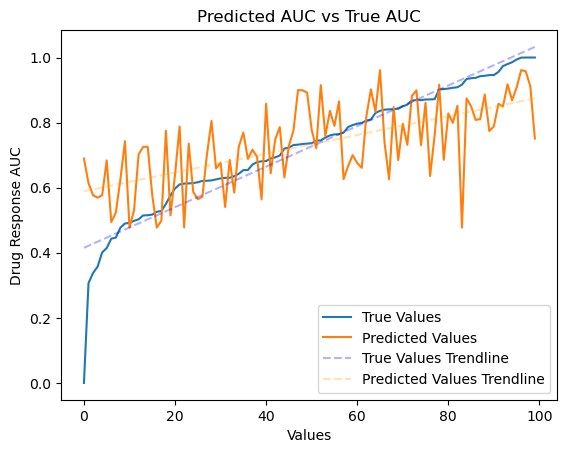 Predicted AUC vs True AUC
Drug Response AUC
1.0
0.8
0.6
0.4
0.2
0.0
True Values
Predicted Values
True Values Trendline
Predicted Values Trendline
0
20
40
60
80
100
Values